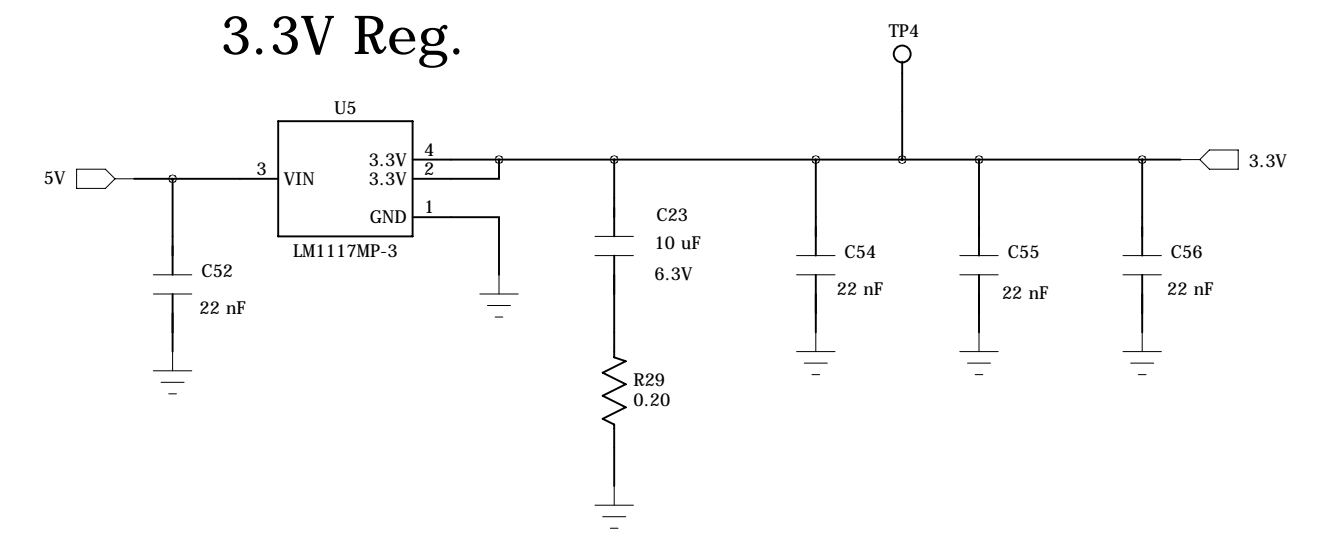 3.3V Reg.
TP4
U5
3.3V 4
5V
3 VIN
3.3V 2
3.3V
GND 1
LM1117MP-3
C52
22 nF
C23
10 uF
6.3V
C54
22 nF
C55
22 nF
C56
22 nF
R29
0.20